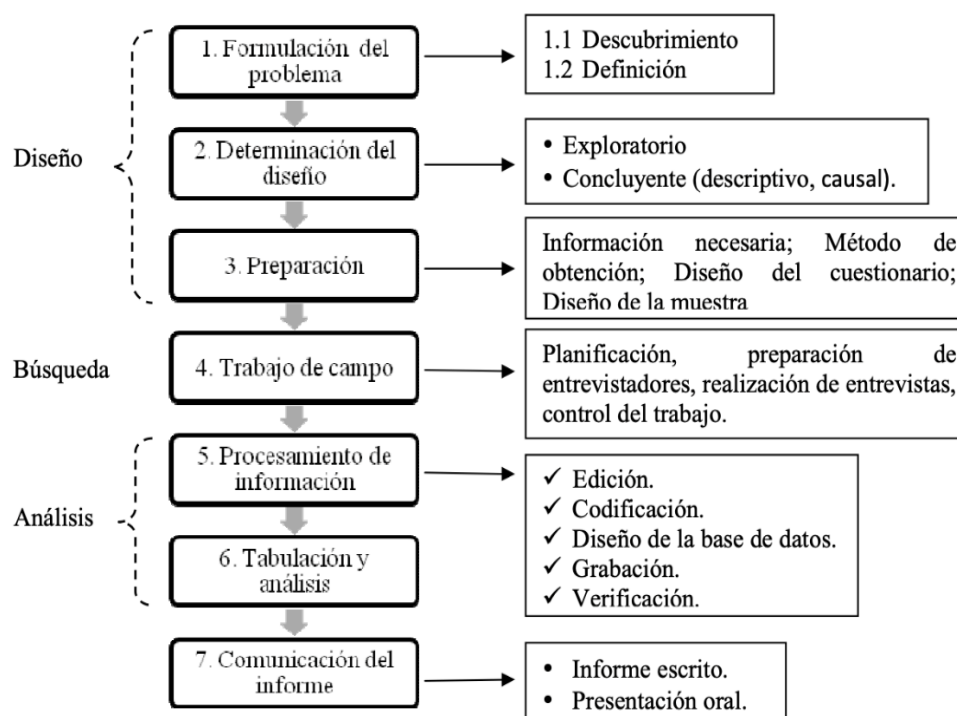 Diseño
1. Formulación del
problema
1.1 Descubrimiento
1.2 Definición
2. Determinación del
diseño
• Exploratorio
• Concluyente (descriptivo, causal).
3. Preparación
Información necesaria; Método de
obtención; Diseño del cuestionario;
Diseño de la muestra
Búsqueda
4. Trabajo de campo
Planificación, preparación de
entrevistadores, realización de entrevistas,
control del trabajo.
Análisis
5. Procesamiento de
información
✓ Edición.
✓ Codificación.
✓ Diseño de la base de datos.
✓ Grabación.
✓ Verificación.
6. Tabulación y
análisis
7. Comunicación del
informe
• Informe escrito.
• Presentación oral.